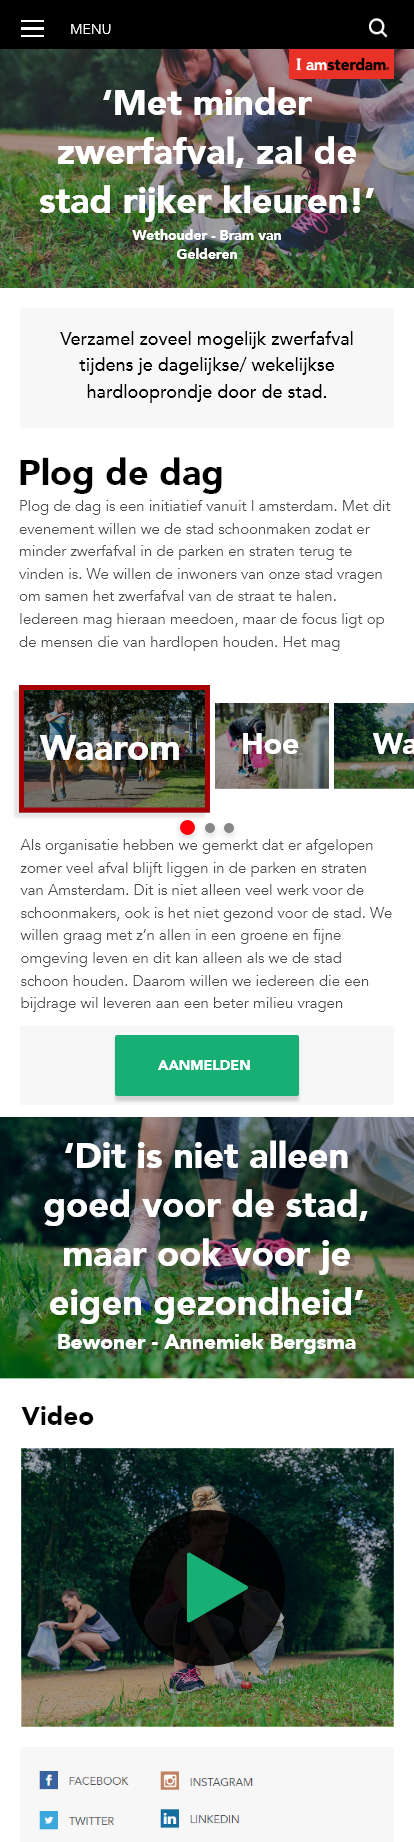 MENU
I amsterdam.
‘Met minder
zwerfafval, zal de
stad rijker kleuren!’
Wethouder - Bram van
Gelderen
Verzamel zoveel mogelijk zwerfafval
tijdens je dagelijkse/ wekelijkse
hardlooprondje door de stad.
Plog de dag
Plog de dag is een initiatief vanuit I amsterdam. Met dit
evenement willen we de stad schoonmaken zodat er
minder zwerfafval in de parken en straten terug te
vinden is. We willen de inwoners van onze stad vragen
om samen het zwerfafval van de straat te halen.
Iedereen mag hieraan meedoen, maar de focus ligt op
de mensen die van hardlopen houden. Het mag
Waarom
Hoe
Wa
Als organisatie hebben we gemerkt dat er afgelopen
zomer veel afval blijft liggen in de parken en straten
van Amsterdam. Dit is niet alleen veel werk voor de
schoonmakers, ook is het niet gezond voor de stad. We
willen graag met z’n allen in een groene en fijne
omgeving leven en dit kan alleen als we de stad
schoon houden. Daarom willen we iedereen die een
bijdrage wil leveren aan een beter milieu vragen
AANMELDEN
‘Dit is niet alleen
goed voor de stad,
maar ook voor je
eigen gezondheid’
Bewoner - Annemiek Bergsma
Video
FACEBOOK
INSTAGRAM
TWITTER
LINKEDIN